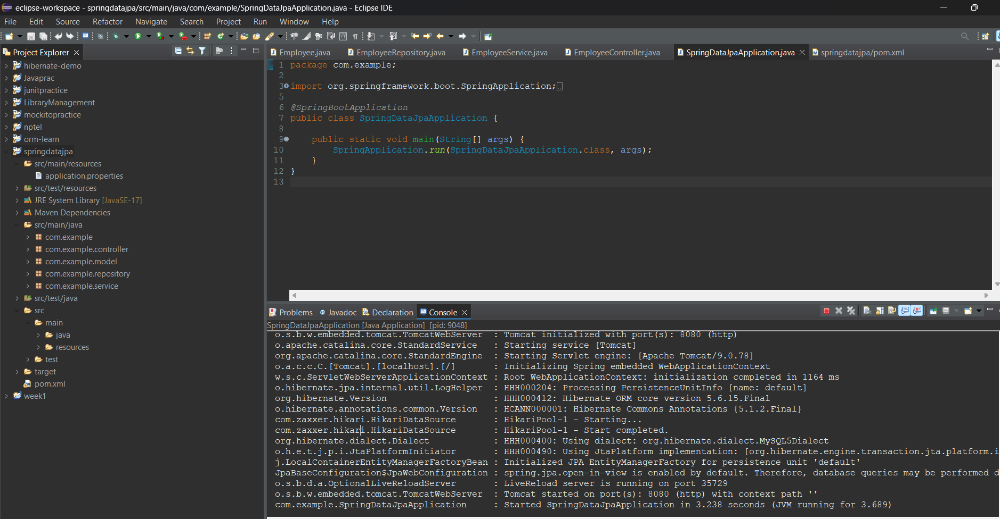 eclipse-workspace - springdatajpa/src/main/java/com/example/SpringDataJpaApplication.java - Eclipse IDE
File Edit Source Refactor Navigate Search Project Run Window Help
Project Explorer
hibernate-demo
Javaprac
junitpractice
LibraryManagement
mockitopractice
nptel
orm-learn
springdatajpa
src/main/resources
application.properties
src/test/resources
JRE System Library [JavaSE-17]
Maven Dependencies
src/main/java
com.example
com.example.controller
com.example.model
com.example.repository
com.example.service
src/test/java
src
main
java
resources
test
target
pom.xml
week1
Employee.java EmployeeRepository.java EmployeeService.java EmployeeController.java SpringDataJpaApplication.java springdatajpa/pom.xml
1 package com.example;
2
3 import org.springframework.boot.SpringApplication;
5
6 @SpringBootApplication
7 public class SpringDataJpaApplication {
8
9 public static void main(String[] args) {
10 SpringApplication.run(SpringDataJpaApplication.class, args);
11 }
12 }
13
Problems Javadoc Declaration Console
SpringDataJpaApplication [Java Application] [pid: 9048]
o.s.b.w.embedded.tomcat.TomcatWebServer : Tomcat initialized with port(s): 8080 (http)
o.apache.catalina.core.StandardService : Starting service [Tomcat]
org.apache.catalina.core.StandardEngine : Starting Servlet engine: [Apache Tomcat/9.0.78]
o.a.c.c.C.[Tomcat].[localhost].[/] : Initializing Spring embedded WebApplicationContext
w.s.c.ServletWebServerApplicationContext : Root WebApplicationContext: initialization completed in 1164 ms
o.hibernate.jpa.internal.util.LogHelper : HHH000204: Processing PersistenceUnitInfo [name: default]
org.hibernate.Version : HHH000412: Hibernate ORM core version 5.6.15.Final
o.hibernate.annotations.common.Version : HCANN000001: Hibernate Commons Annotations {5.1.2.Final}
com.zaxxer.hikari.HikariDataSource : HikariPool-1 - Starting...
com.zaxxer.hikari.HikariDataSource : HikariPool-1 - Start completed.
org.hibernate.dialect.Dialect : HHH000400: Using dialect: org.hibernate.dialect.MySQL5Dialect
o.h.e.t.j.p.i.JtaPlatformInitiator : HHH000490: Using JtaPlatform implementation: [org.hibernate.engine.transaction.jta.platform.i
j.LocalContainerEntityManagerFactoryBean : Initialized JPA EntityManagerFactory for persistence unit 'default'
JpaBaseConfiguration$JpaWebConfiguration : spring.jpa.open-in-view is enabled by default. Therefore, database queries may be performed d
o.s.b.d.a.OptionalLiveReloadServer : LiveReload server is running on port 35729
o.s.b.w.embedded.tomcat.TomcatWebServer : Tomcat started on port(s): 8080 (http) with context path ''
com.example.SpringDataJpaApplication : Started SpringDataJpaApplication in 3.238 seconds (JVM running for 3.689)